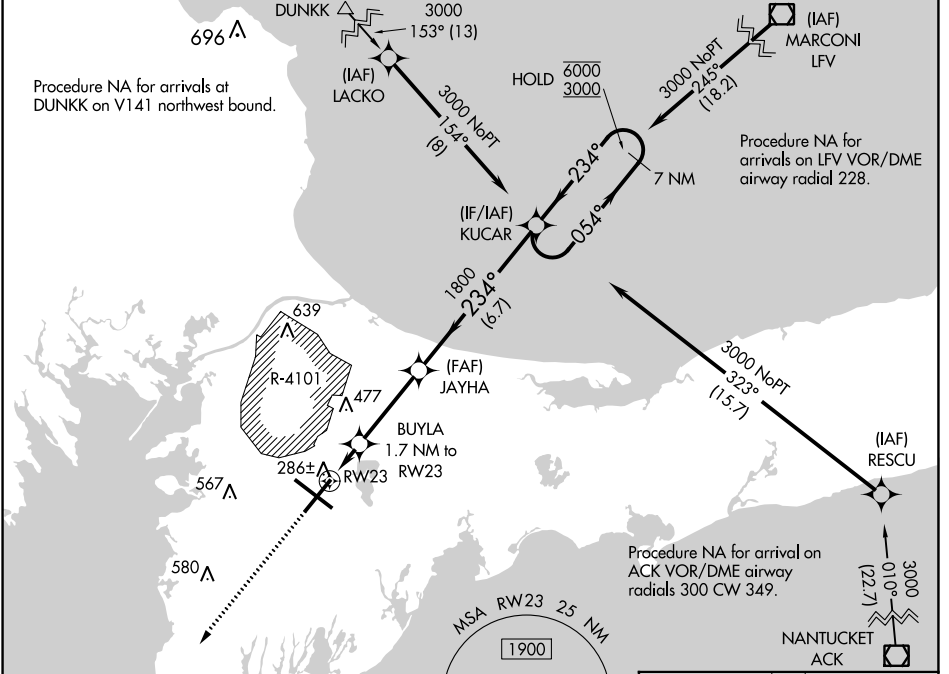 DUNKK
3000
153° (13)
696
(IAF)
MARCONI
LFV
Procedure NA for arrivals at
DUNKK on V141 northwest bound.
(IAF)
LACKO
HOLD
6000
3000
3000 NoPT
245°
(18.2)
3000 NoPT
154°
(8)
Procedure NA for
arrivals on LFV VOR/DME
airway radial 228.
234°
7 NM
054°
(IF/IAF)
KUCAR
1800
234°
(6.7)
639
R-4101
(FAF)
JAYHA
3000 NoPT
323°
(15.7)
477
BUYLA
1.7 NM to
RW23
(IAF)
RESCU
286±
RW23
567
Procedure NA for arrival on
ACK VOR/DME airway
radials 300 CW 349.
3000
010°
(22.7)
580
MSA RW23 25 NM
1900
NANTUCKET
ACK